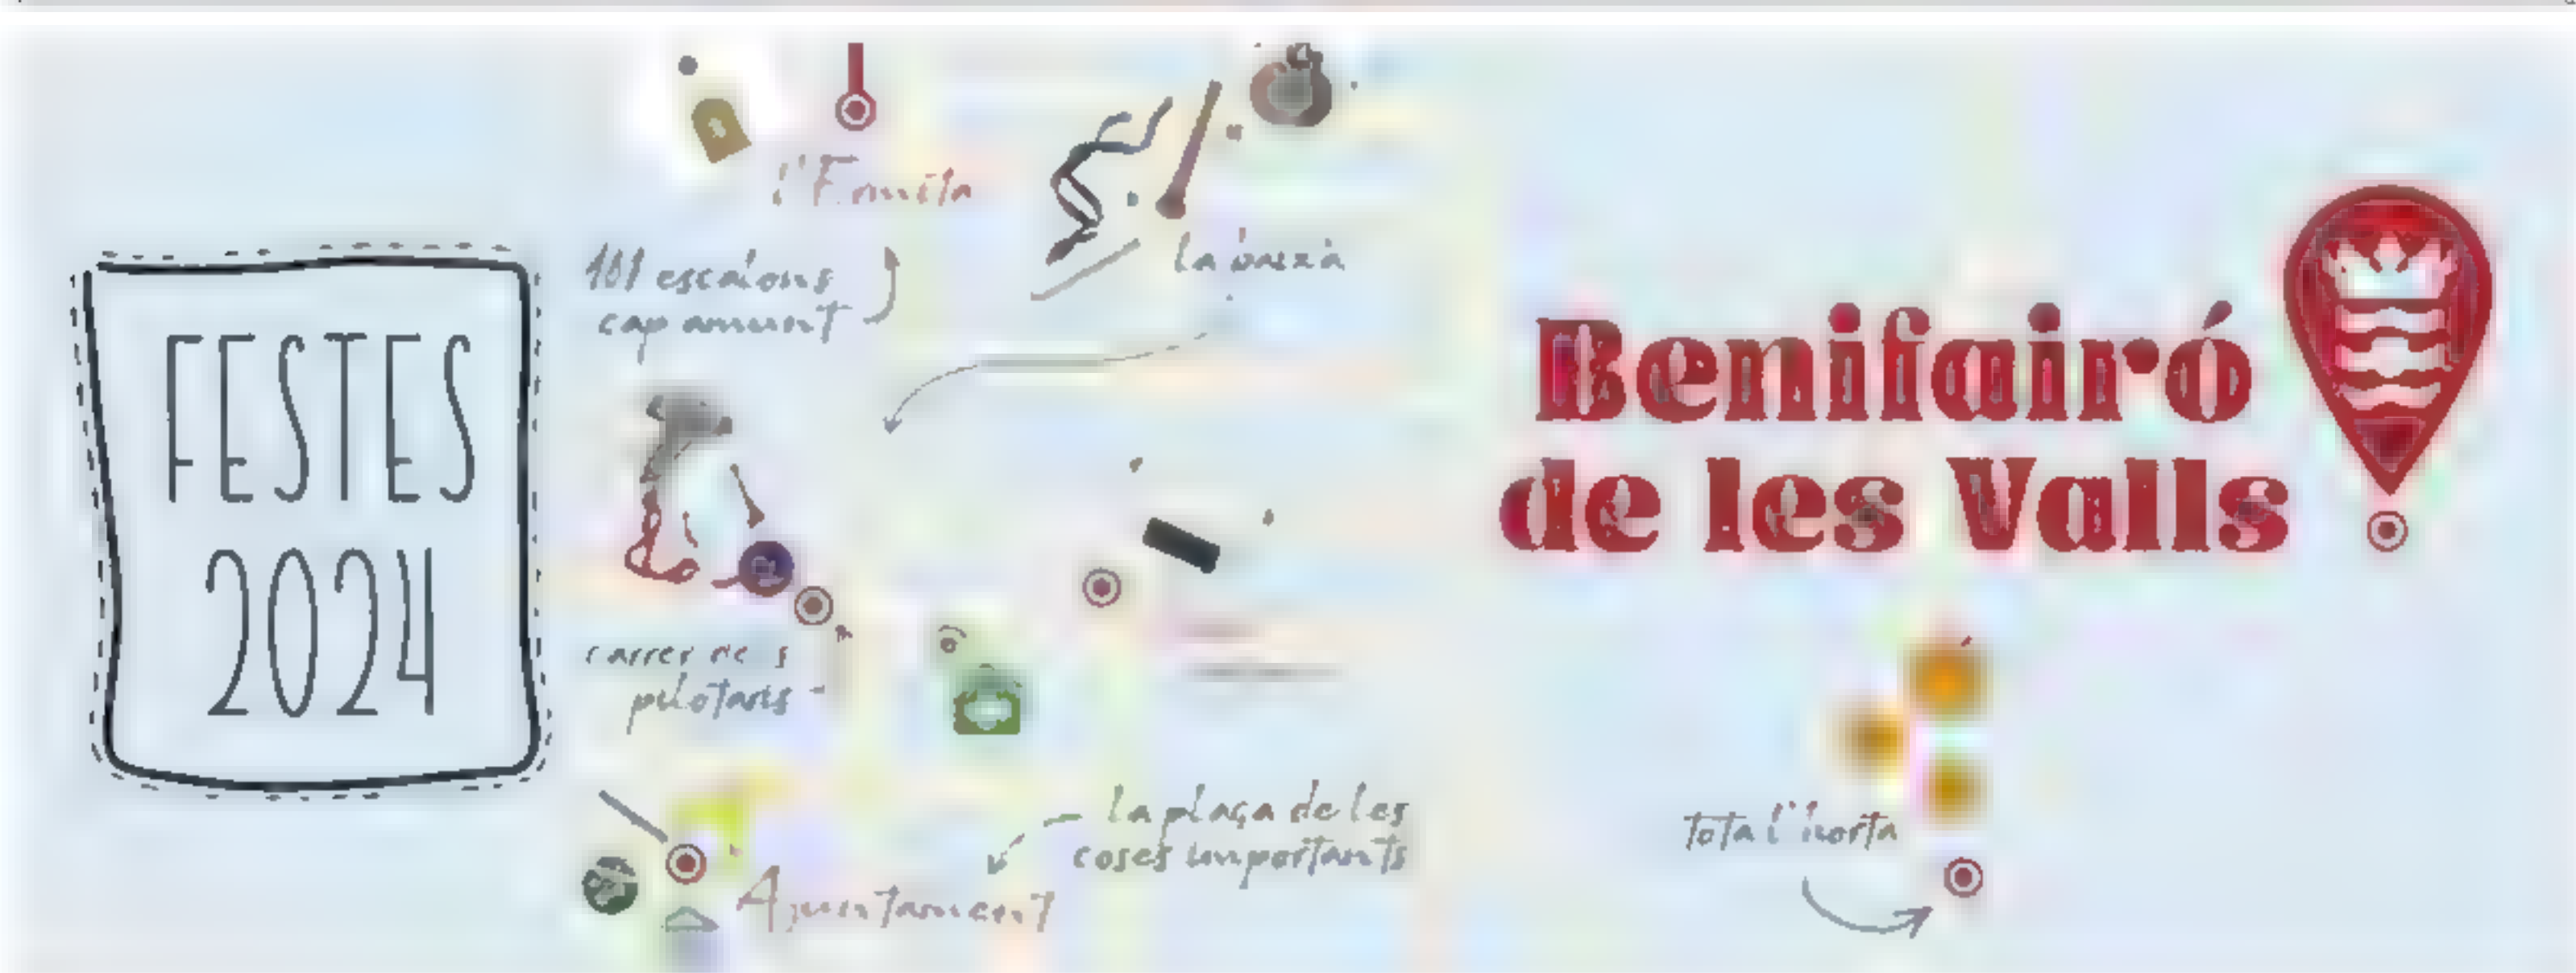 FESTES
2024
l'Ermita
101 escalons
cap amunt
la baixà
carrer de s
pilotaris
la plaça de les
coses importants
Ajuntament
Benifairó
de les Valls
tota l'horta